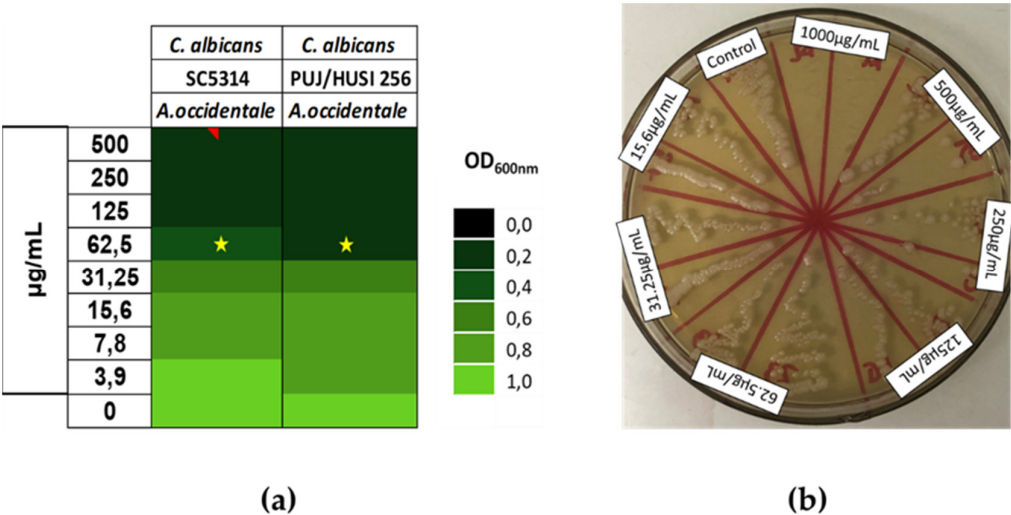 C. albicans C. albicans
SC5314 PUJ/HUSI 256
A.occidentale A.occidentale
µg/mL
500
250
125
62,5
31,25
15,6
7,8
3,9
0
OD600nm
0,0
0,2
0,4
0,6
0,8
1,0
(a)
Control
1000µg/mL
500µg/mL
250µg/mL
125µg/mL
62.5µg/mL
31.25µg/mL
15.6µg/mL
(b)